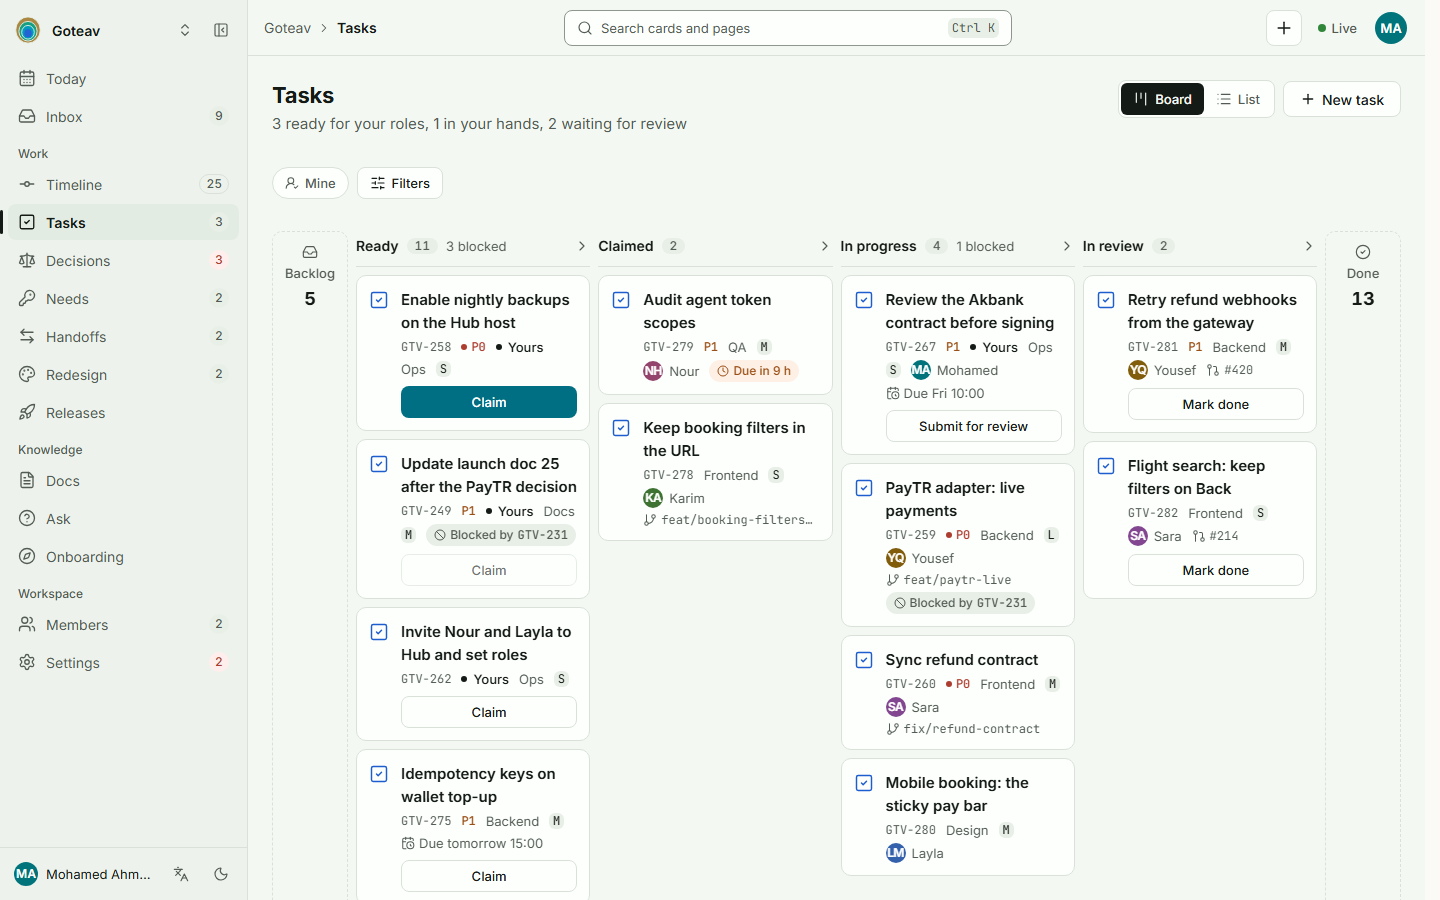 Goteav
Today
Inbox 9
Work
Timeline 25
Tasks 3
Decisions 3
Needs 2
Handoffs 2
Redesign 2
Releases
Knowledge
Docs
Ask
Onboarding
Workspace
Members 2
Settings 2
MA Mohamed Ahm...
Goteav > Tasks
Search cards and pages Ctrl K
Live
MA
Tasks
3 ready for your roles, 1 in your hands, 2 waiting for review
Board
List
New task
Mine
Filters
Backlog
5
Ready 11 3 blocked
Enable nightly backups
on the Hub host
GTV-258 P0 Yours
Ops S
Claim
Update launch doc 25
after the PayTR decision
GTV-249 P1 Yours Docs
M Blocked by GTV-231
Claim
Invite Nour and Layla to
Hub and set roles
GTV-262 Yours Ops S
Claim
Idempotency keys on
wallet top-up
GTV-275 P1 Backend M
Due tomorrow 15:00
Claim
Claimed 2
Audit agent token
scopes
GTV-279 P1 QA M
NH Nour Due in 9 h
Keep booking filters in
the URL
GTV-278 Frontend S
KA Karim
feat/booking-filters…
In progress 4 1 blocked
Review the Akbank
contract before signing
GTV-267 P1 Yours Ops
S MA Mohamed
Due Fri 10:00
Submit for review
PayTR adapter: live
payments
GTV-259 P0 Backend L
YQ Yousef
feat/paytr-live
Blocked by GTV-231
Sync refund contract
GTV-260 P0 Frontend M
SA Sara
fix/refund-contract
Mobile booking: the
sticky pay bar
GTV-280 Design M
LM Layla
In review 2
Retry refund webhooks
from the gateway
GTV-281 P1 Backend M
YQ Yousef #420
Mark done
Flight search: keep
filters on Back
GTV-282 Frontend S
SA Sara #214
Mark done
Done
13